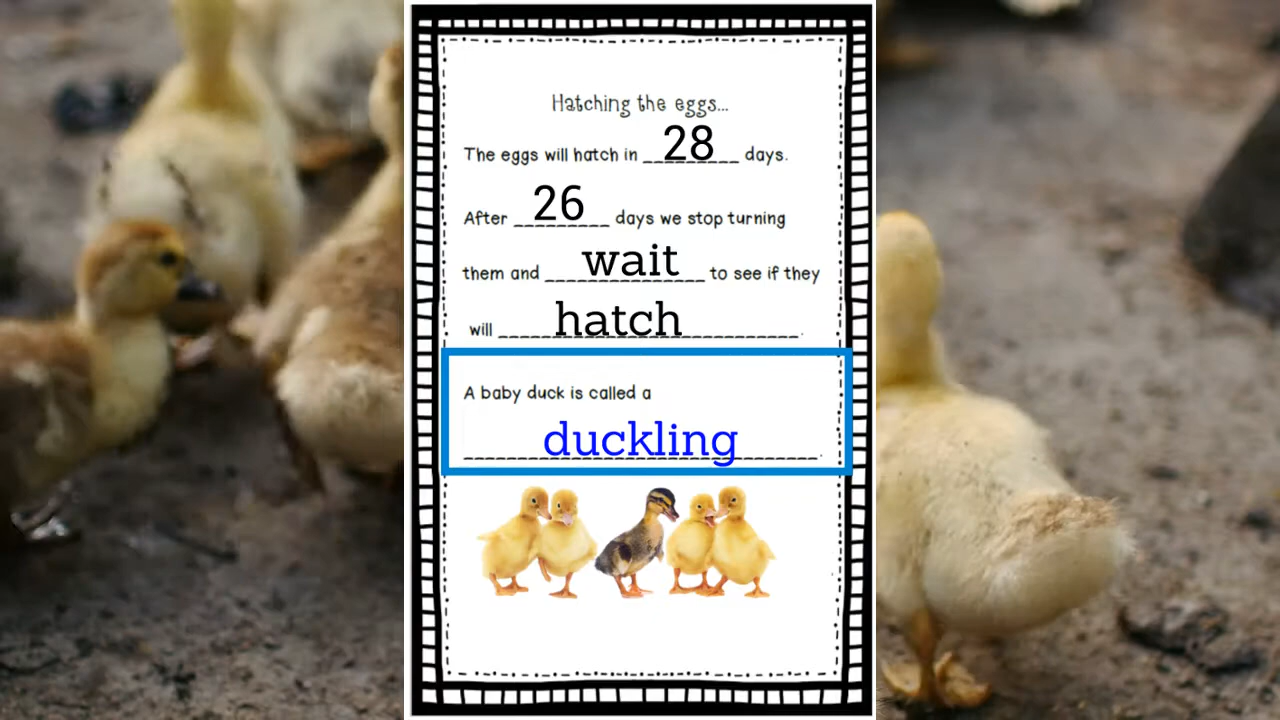 Hatching the eggs...
The eggs will hatch in 28 days.
After 26 days we stop turning
them and wait to see if they
will hatch.
A baby duck is called a
duckling.